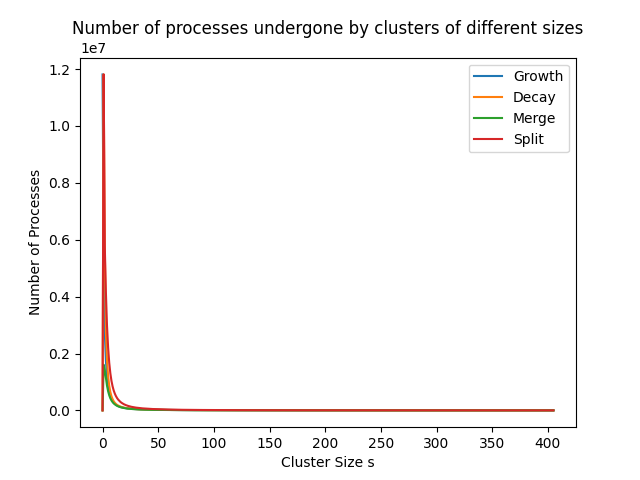 Number of processes undergone by clusters of different sizes
1e7
1.2
1.0
0.8
0.6
0.4
0.2
0.0
Number of Processes
Growth
Decay
Merge
Split
0 50 100 150 200 250 300 350 400
Cluster Size s